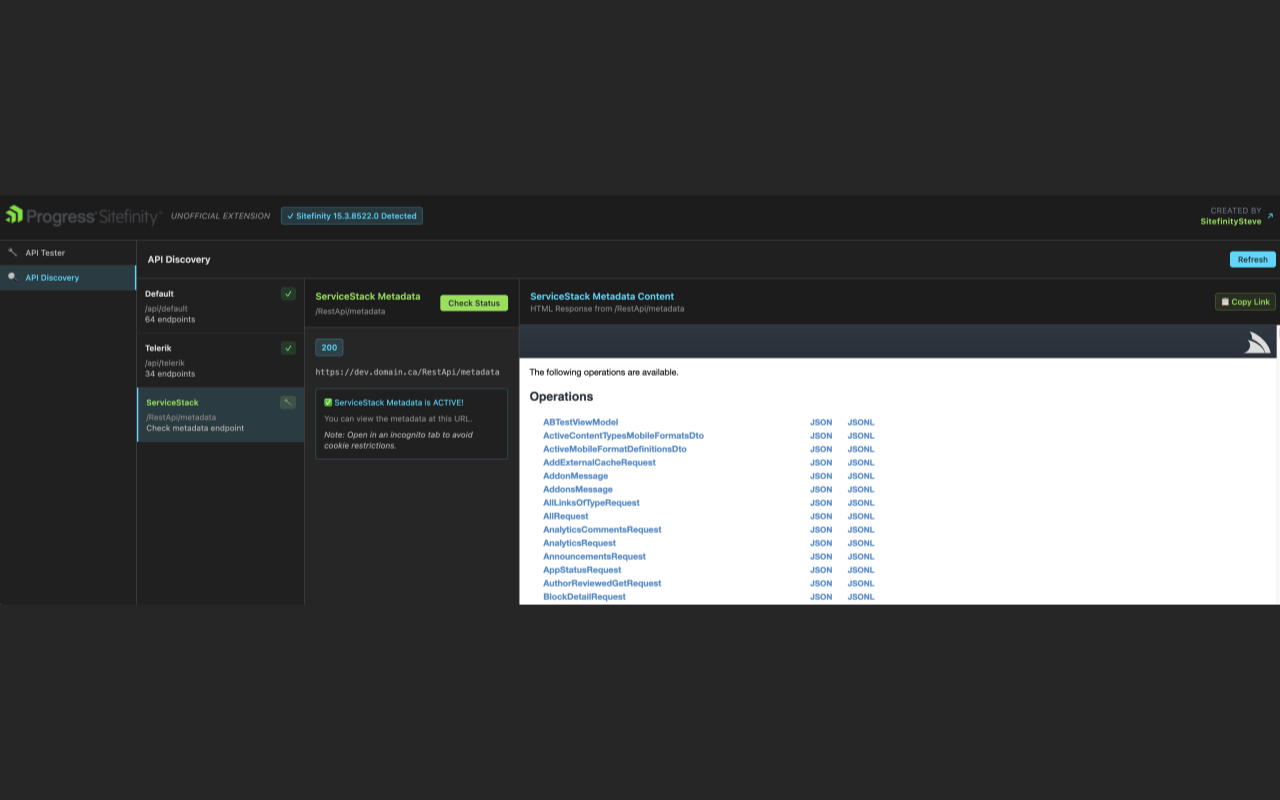 Progress Sitefinity
UNOFFICIAL EXTENSION
✓ Sitefinity 15.3.8522.0 Detected
CREATED BY
SitefinitySteve
API Tester
API Discovery
API Discovery
Refresh
Default
/api/default
64 endpoints
Telerik
/api/telerik
34 endpoints
ServiceStack
/RestApi/metadata
Check metadata endpoint
ServiceStack Metadata
/RestApi/metadata
Check Status
200
https://dev.domain.ca/RestApi/metadata
✅ ServiceStack Metadata is ACTIVE!
You can view the metadata at this URL.
Note: Open in an incognito tab to avoid
cookie restrictions.
ServiceStack Metadata Content
HTML Response from /RestApi/metadata
Copy Link
The following operations are available.
Operations
ABTestViewModel JSON JSONL
ActiveContentTypesMobileFormatsDto JSON JSONL
ActiveMobileFormatDefinitionsDto JSON JSONL
AddExternalCacheRequest JSON JSONL
AddonMessage JSON JSONL
AddonsMessage JSON JSONL
AllLinksOfTypeRequest JSON JSONL
AllRequest JSON JSONL
AnalyticsCommentsRequest JSON JSONL
AnalyticsRequest JSON JSONL
AnnouncementsRequest JSON JSONL
AppStatusRequest JSON JSONL
AuthorReviewedGetRequest JSON JSONL
BlockDetailRequest JSON JSONL